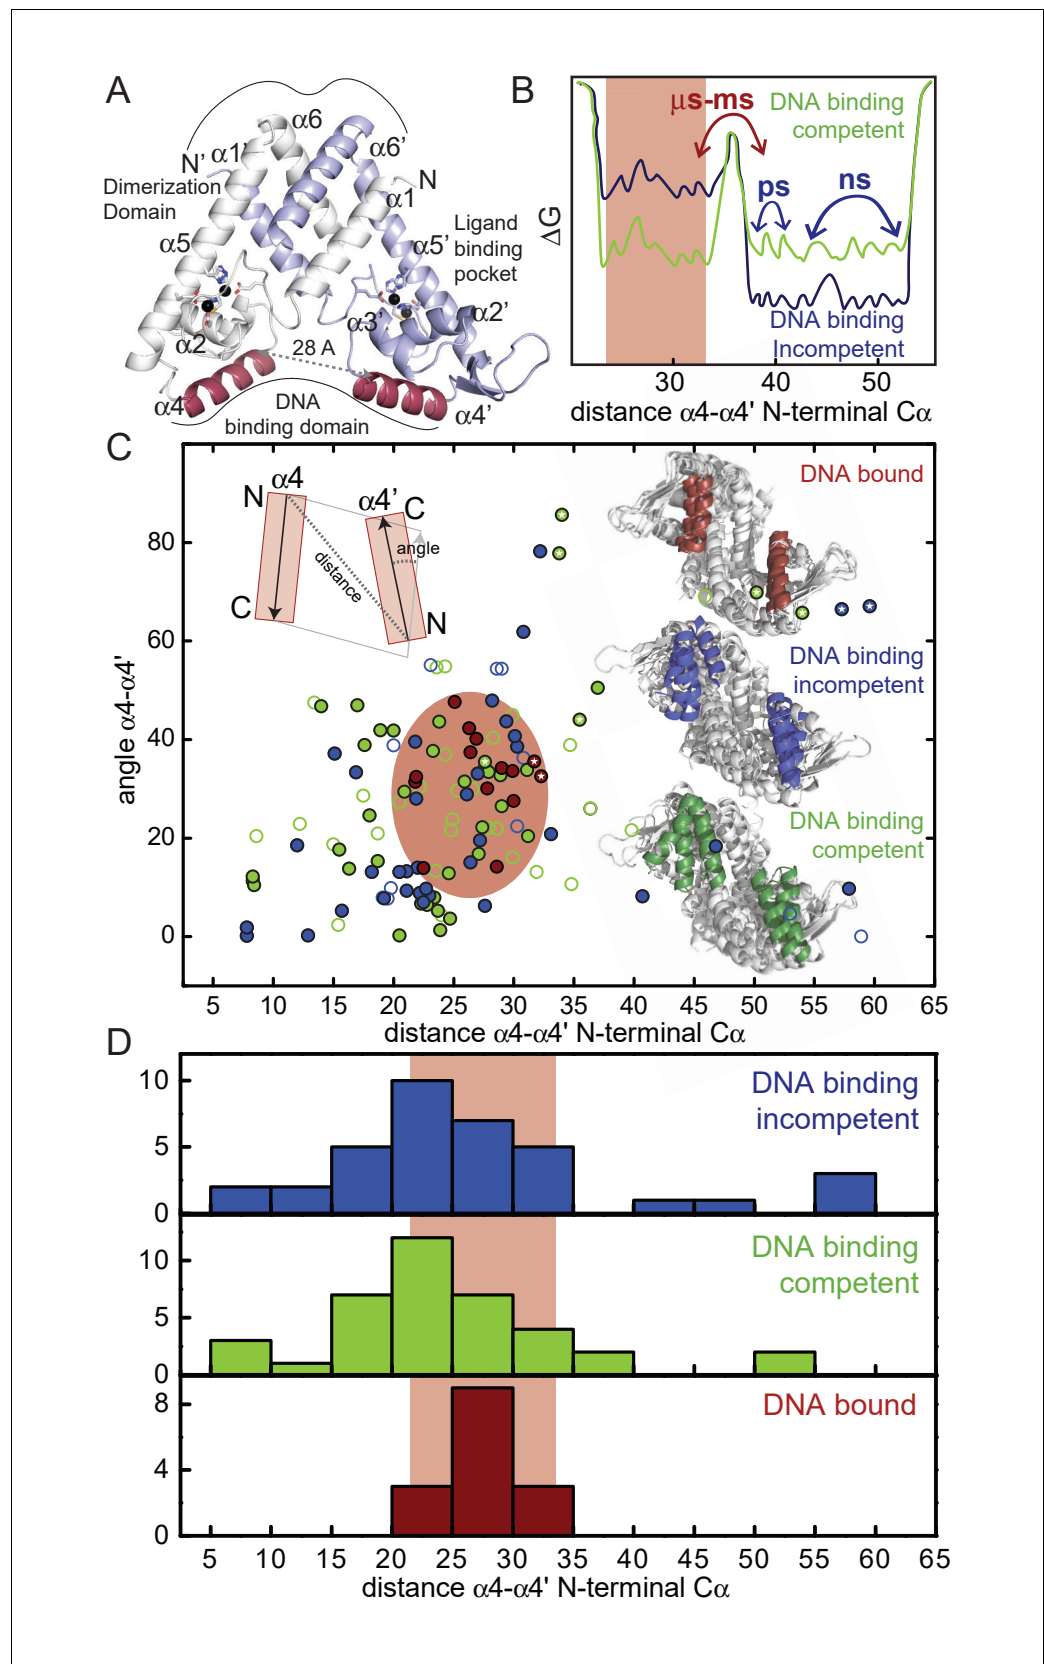 A
α6
α6'
N'
α1'
N
Dimerization
Domain
α1
α5
α5'
Ligand
binding
pocket
α3'
α2'
α2
28 A
α4
DNA
binding domain
α4'
B
μs-ms
DNA binding
competent
ps
ns
ΔG
DNA binding
Incompetent
30 40 50
distance α4-α4' N-terminal Cα
C
α4
N
α4'
C
angle
distance
C
N
DNA bound
DNA binding
incompetent
DNA binding
competent
80
60
40
20
0
angle α4-α4'
5 10 15 20 25 30 35 40 45 50 55 60 65
distance α4-α4' N-terminal Cα
D
10
5
0
DNA binding
incompetent
10
5
0
DNA binding
competent
8
4
0
DNA bound
5 10 15 20 25 30 35 40 45 50 55 60 65
distance α4-α4' N-terminal Cα